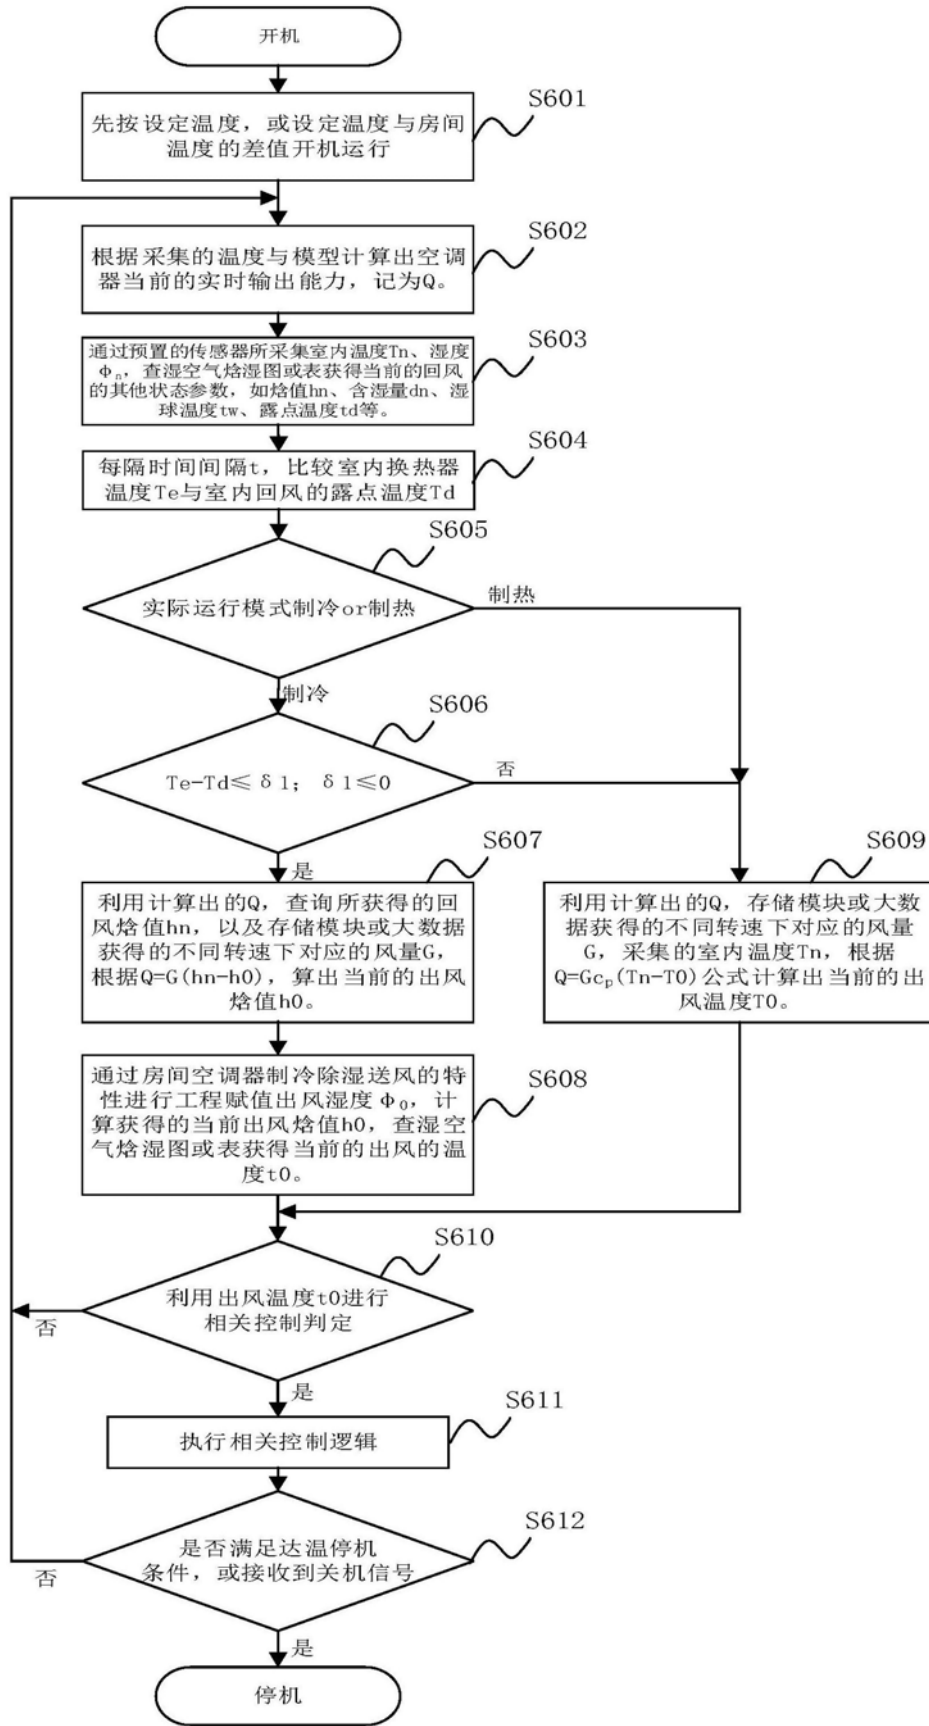 开机
S601
先按设定温度，或设定温度与房间
温度的差值开机运行
S602
根据采集的温度与模型计算出空调
器当前的实时输出能力，记为Q。
S603
通过预置的传感器所采集室内温度Tn、湿度
Φn，查湿空气焓湿图或表获得当前的回风
的其他状态参数，如焓值hn、含湿量dn、湿
球温度tw、露点温度td等。
S604
每隔时间间隔t，比较室内换热器
温度Te与室内回风的露点温度Td
S605
实际运行模式制冷or制热
制热
制冷
S606
Te-Td≤δ1；δ1≤0
否
是
S607
利用计算出的Q，查询所获得的回
风焓值hn，以及存储模块或大数据
获得的不同转速下对应的风量G，
根据Q=G(hn-h0)，算出当前的出风
焓值h0。
S609
利用计算出的Q，存储模块或大数
据获得的不同转速下对应的风量
G，采集的室内温度Tn，根据
Q=Gcp(Tn-T0)公式计算出当前的出
风温度T0。
S608
通过房间空调器制冷除湿送风的特
性进行工程赋值出风湿度Φ0，计
算获得的当前出风焓值h0，查湿空
气焓湿图或表获得当前的出风的温
度t0。
S610
利用出风温度t0进行
相关控制判定
否
是
S611
执行相关控制逻辑
S612
是否满足达温停机
条件，或接收到关机信号
否
是
停机